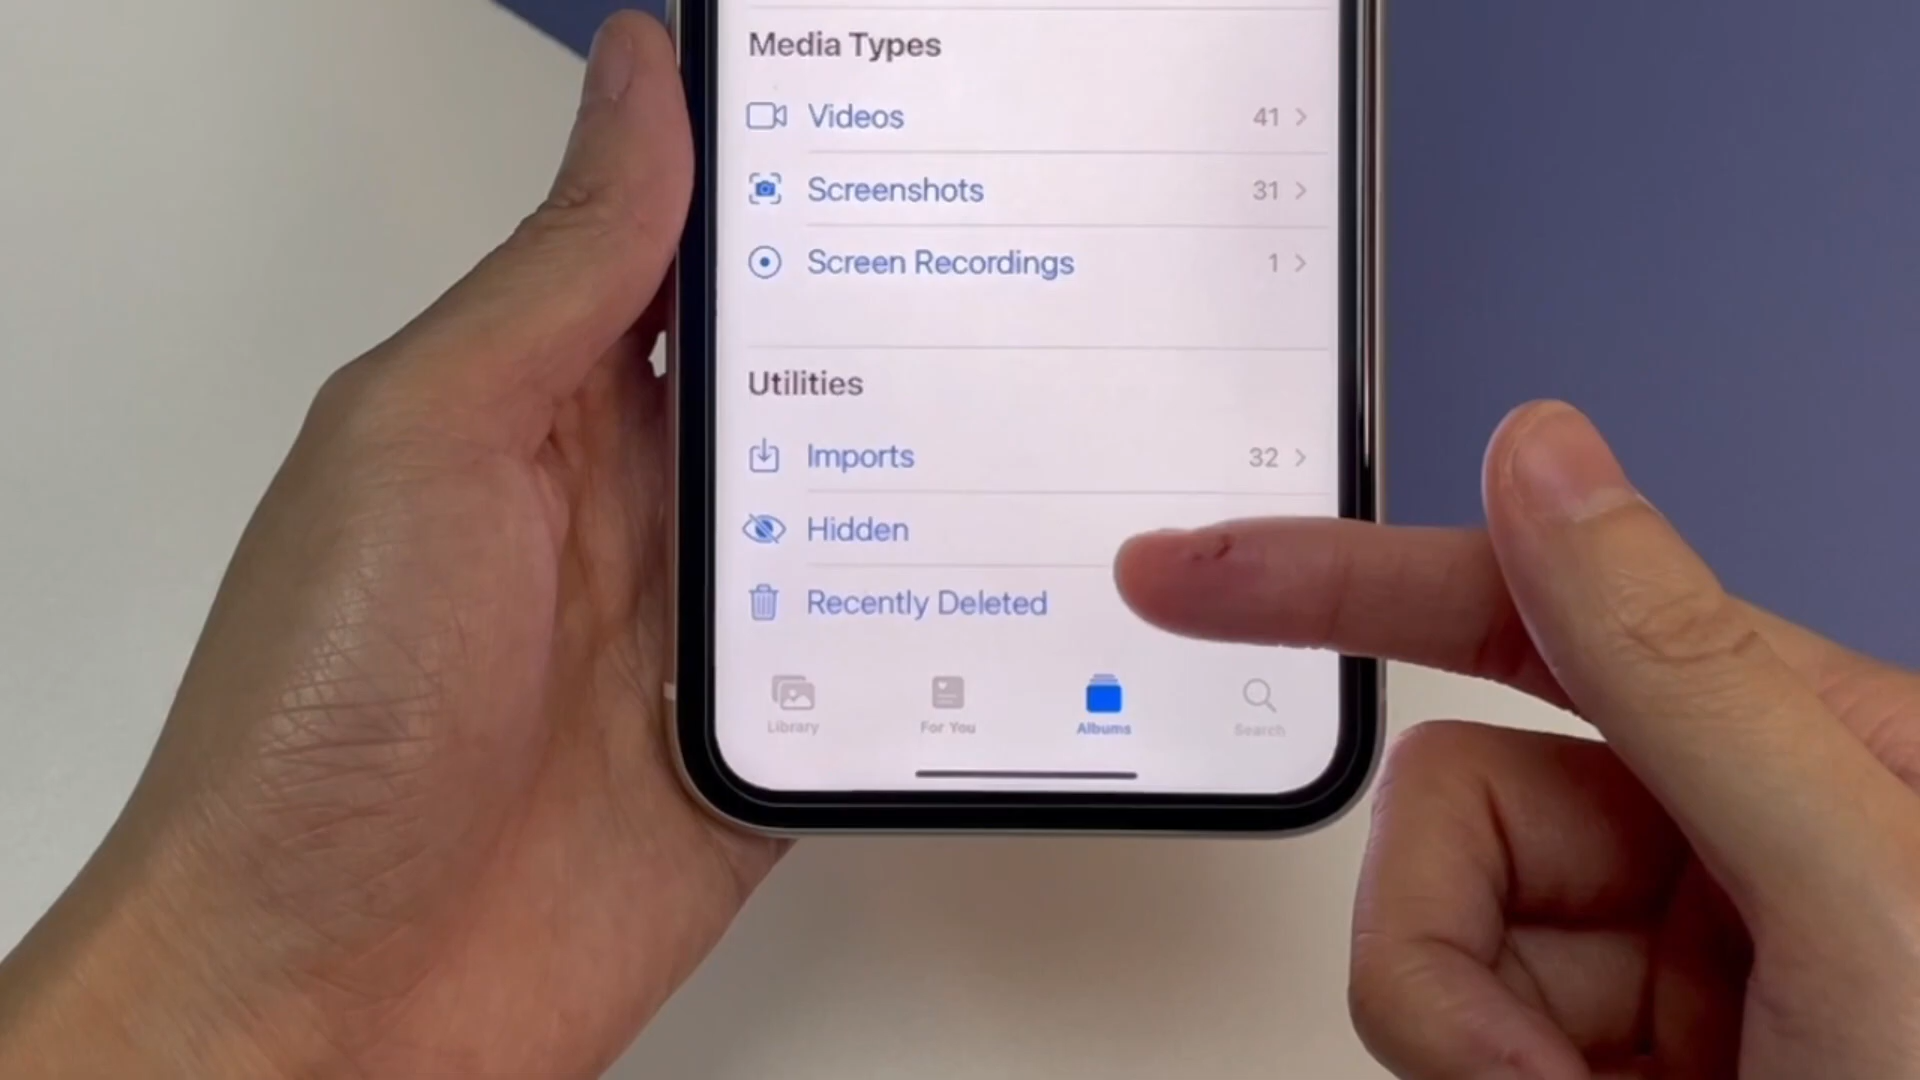 Media Types
Videos 41
Screenshots 31
Screen Recordings 1
Utilities
Imports 32
Hidden
Recently Deleted
Library For You Albums Search